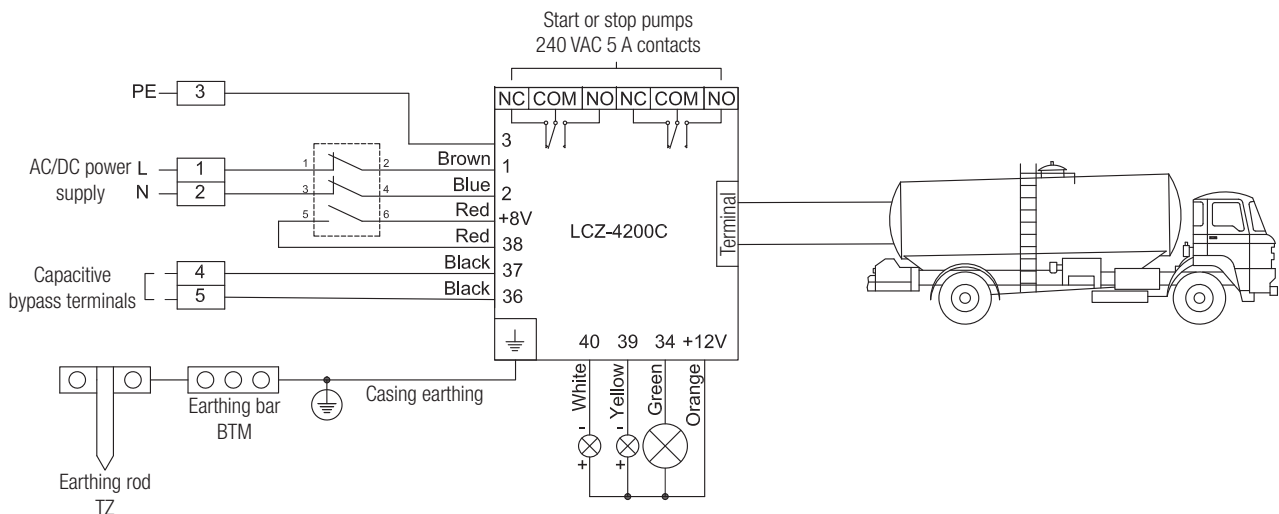 Start or stop pumps
240 VAC 5 A contacts
NC COM NO NC COM NO
PE 3
3
AC/DC power
supply
L 1 1 2 Brown 1
N 2 3 4 Blue 2
5 6 Red +8V
Red 38
LCZ-4200C
Terminal
Capacitive
bypass terminals
4 Black 37
5 Black 36
40 39 34 +12V
White
Yellow
Green
Orange
- -
+ +
Casing earthing
Earthing bar
BTM
Earthing rod
TZ